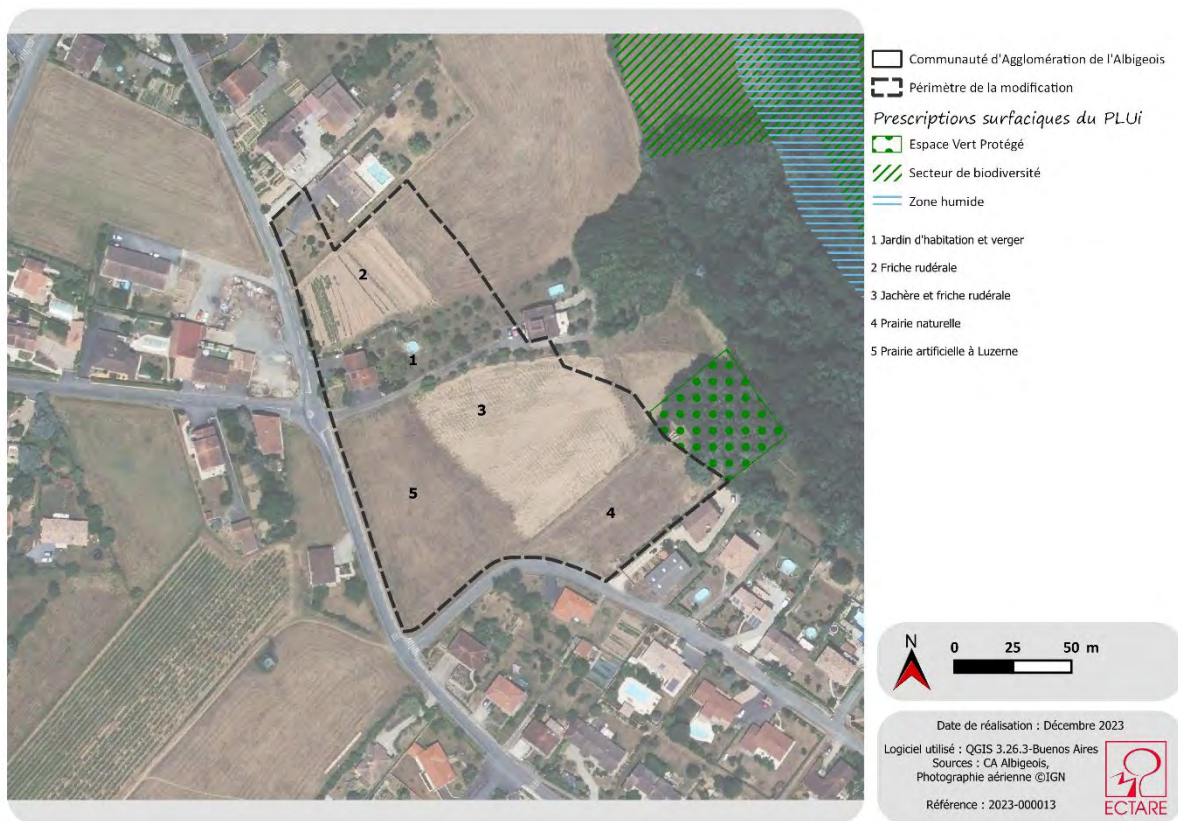 Communauté d'Agglomération de l'Albigeois
Périmètre de la modification
Prescriptions surfaciques du PLUi
Espace Vert Protégé
Secteur de biodiversité
Zone humide
1 Jardin d'habitation et verger
2 Friche rudérale
3 Jachère et friche rudérale
4 Prairie naturelle
5 Prairie artificielle à Luzerne
2
1
3
5
4
N
0 25 50 m
Date de réalisation : Décembre 2023
Logiciel utilisé : QGIS 3.26.3-Buenos Aires
Sources : CA Albigeois,
Photographie aérienne ©IGN
Référence : 2023-000013
ECTARE